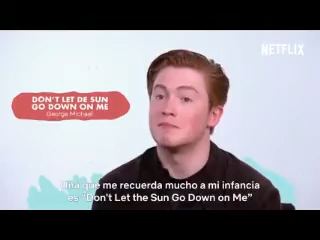 NETFLIX
DON'T LET DE SUN
GO DOWN ON ME
George Michael
Una que me recuerda mucho a mi infancia
es "Don't Let the Sun Go Down on Me"